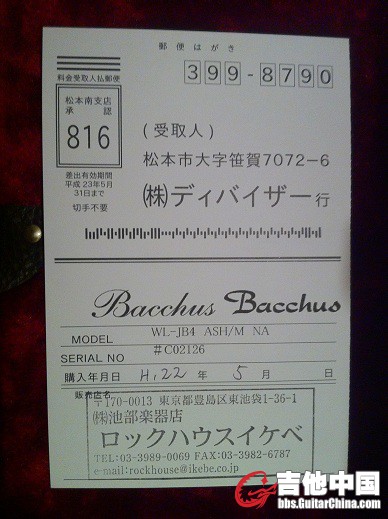 郵便はがき
料金受取人払郵便
399-8790
松本南支店
承認
816
差出有効期間
平成 23年5月
31日まで
切手不要
(受取人)
松本市大字笹賀7072-6
㈱ディバイザー行
Bacchus Bacchus
MODEL WL-JB4 ASH/M NA
SERIAL NO #C02126
購入年月日 H.22 年 5 月 日
販売店名
〒170-0013 東京都豊島区東池袋1-36-1
㈱池部楽器店
ロックハウスイケベ
TEL:03-3989-0069 FAX:03-3982-6787
e-mail:rockhouse@ikebe.co.jp
吉他中国
bbs.GuitarChina.com